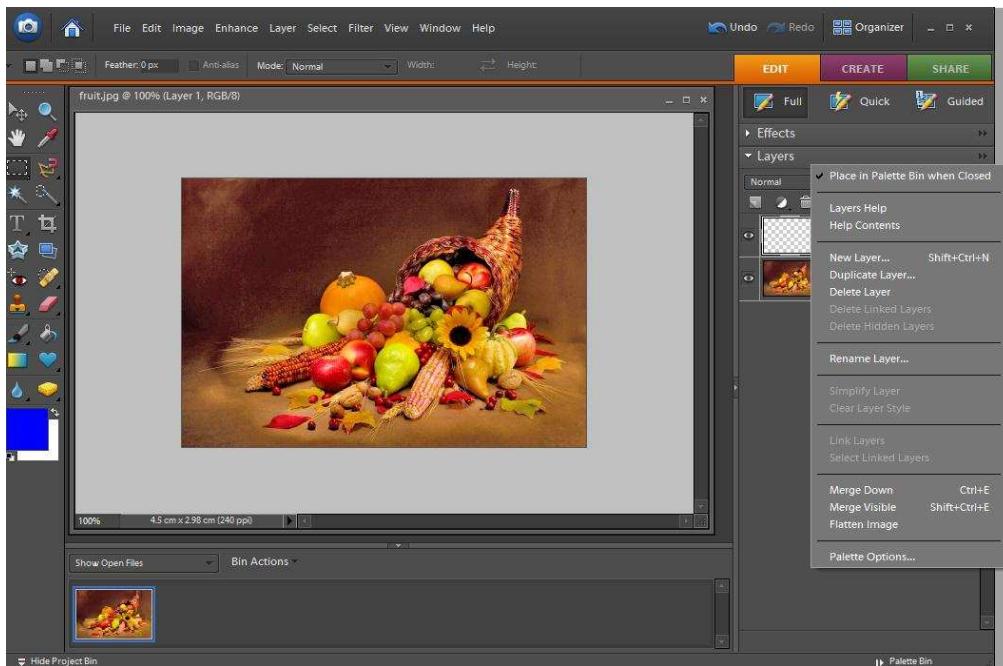 File Edit Image Enhance Layer Select Filter View Window Help
Undo Redo Organizer
Feather: 0 px Anti-alias Mode: Normal Width: Height:
EDIT CREATE SHARE
fruit.jpg @ 100% (Layer 1, RGB/8)
Full Quick Guided
Effects
Layers
Normal
Place in Palette Bin when Closed
Layers Help
Help Contents
New Layer... Shift+Ctrl+N
Duplicate Layer...
Delete Layer
Delete Linked Layers
Delete Hidden Layers
Rename Layer...
Simplify Layer
Clear Layer Style
Link Layers
Select Linked Layers
Merge Down Ctrl+E
Merge Visible Shift+Ctrl+E
Flatten Image
Palette Options...
100% 4.5 cm x 2.98 cm (240 ppi)
Show Open Files Bin Actions
Hide Project Bin Palette Bin